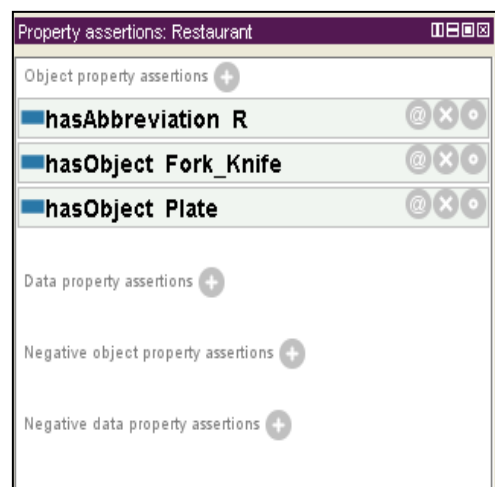 Property assertions: Restaurant
Object property assertions
hasAbbreviation R
hasObject Fork_Knife
hasObject Plate
Data property assertions
Negative object property assertions
Negative data property assertions